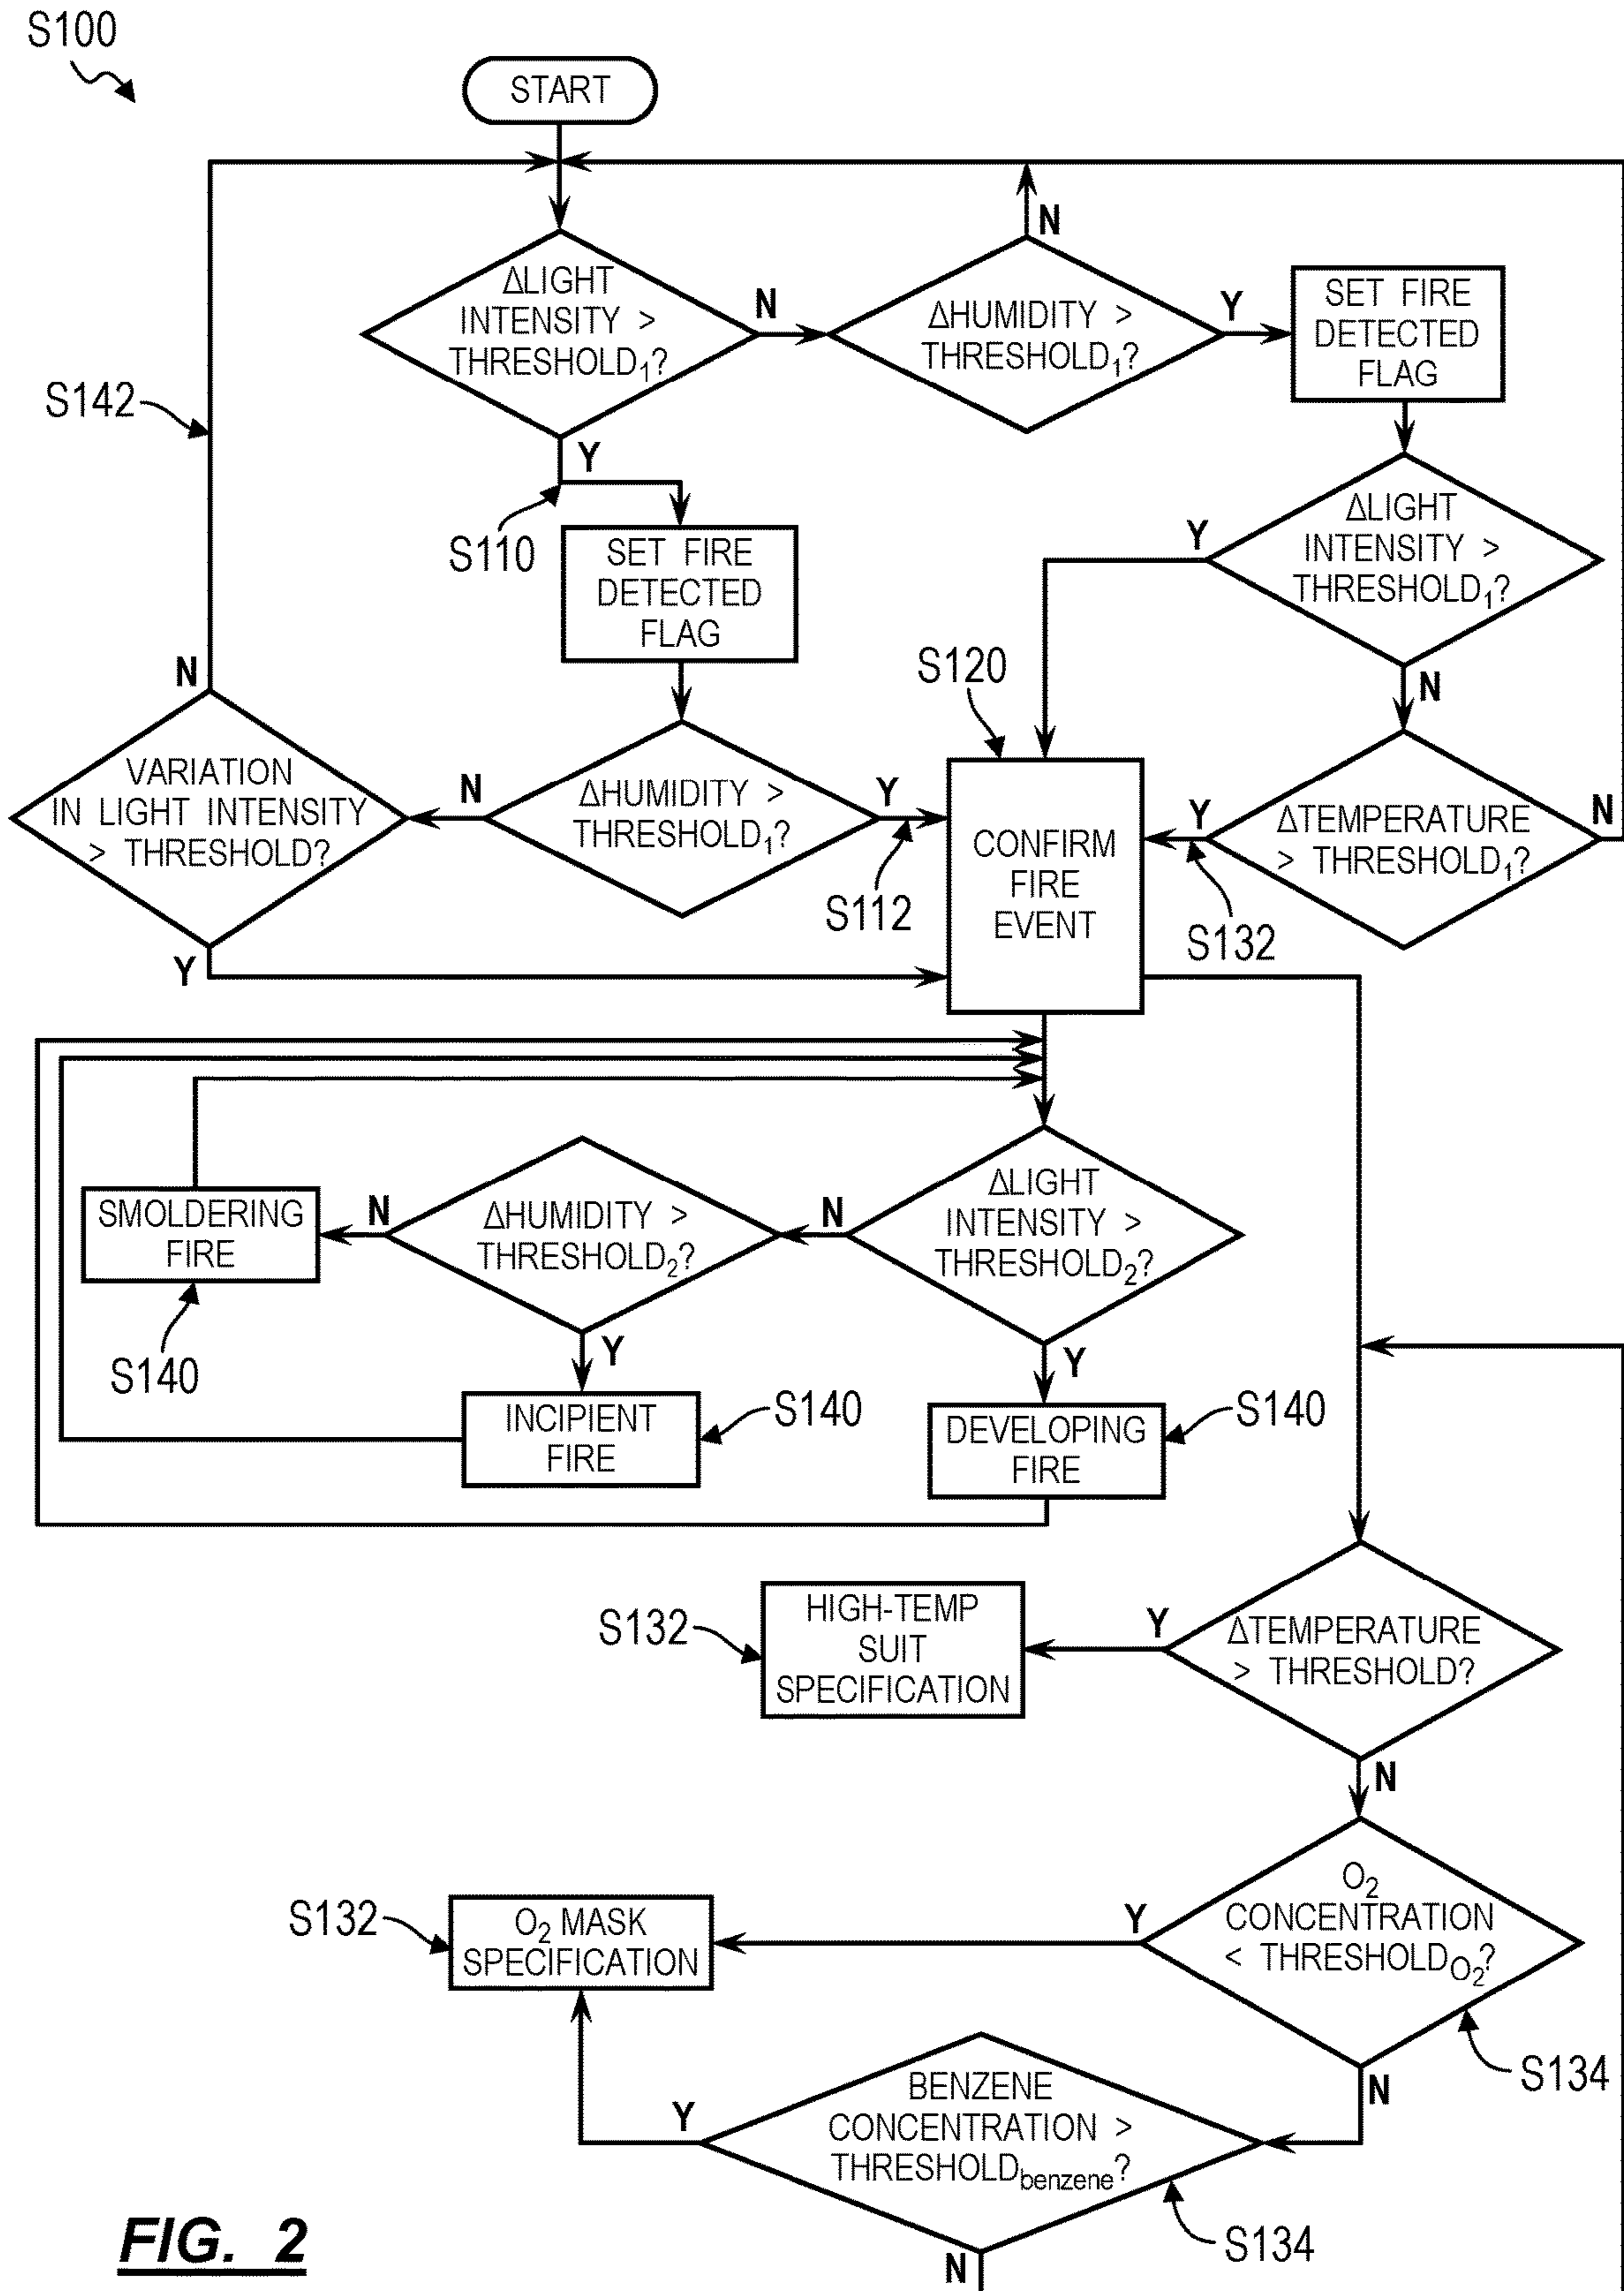 S100
START
ΔLIGHT
INTENSITY >
THRESHOLD1?
N
ΔHUMIDITY >
THRESHOLD1?
N
Y
SET FIRE
DETECTED
FLAG
S142
Y
S110
SET FIRE
DETECTED
FLAG
ΔLIGHT
INTENSITY >
THRESHOLD1?
Y
N
S120
N
VARIATION
IN LIGHT INTENSITY
> THRESHOLD?
Y
N
ΔHUMIDITY >
THRESHOLD1?
Y
S112
CONFIRM
FIRE
EVENT
Y
S132
ΔTEMPERATURE
> THRESHOLD1?
N
SMOLDERING
FIRE
S140
N
ΔHUMIDITY >
THRESHOLD2?
Y
N
ΔLIGHT
INTENSITY >
THRESHOLD2?
Y
INCIPIENT
FIRE
S140
DEVELOPING
FIRE
S140
S132
HIGH-TEMP
SUIT
SPECIFICATION
Y
ΔTEMPERATURE
> THRESHOLD?
N
S132
O2 MASK
SPECIFICATION
Y
O2
CONCENTRATION
< THRESHOLDO2?
S134
N
Y
BENZENE
CONCENTRATION >
THRESHOLDbenzene?
S134
N
FIG. 2